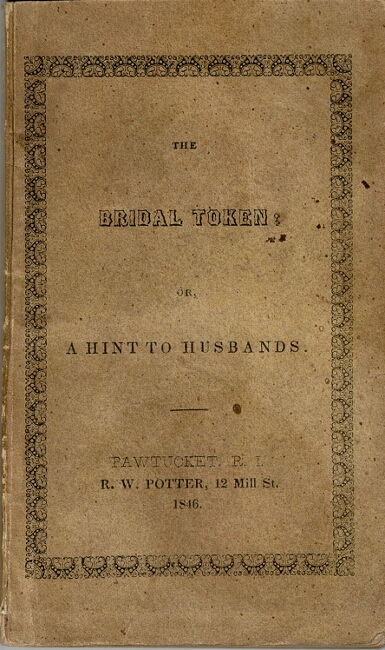 THE
BRIDAL TOKEN:
OR,
A HINT TO HUSBANDS.
PAWTUCKET, R. I.
R. W. POTTER, 12 Mill St.
1846.